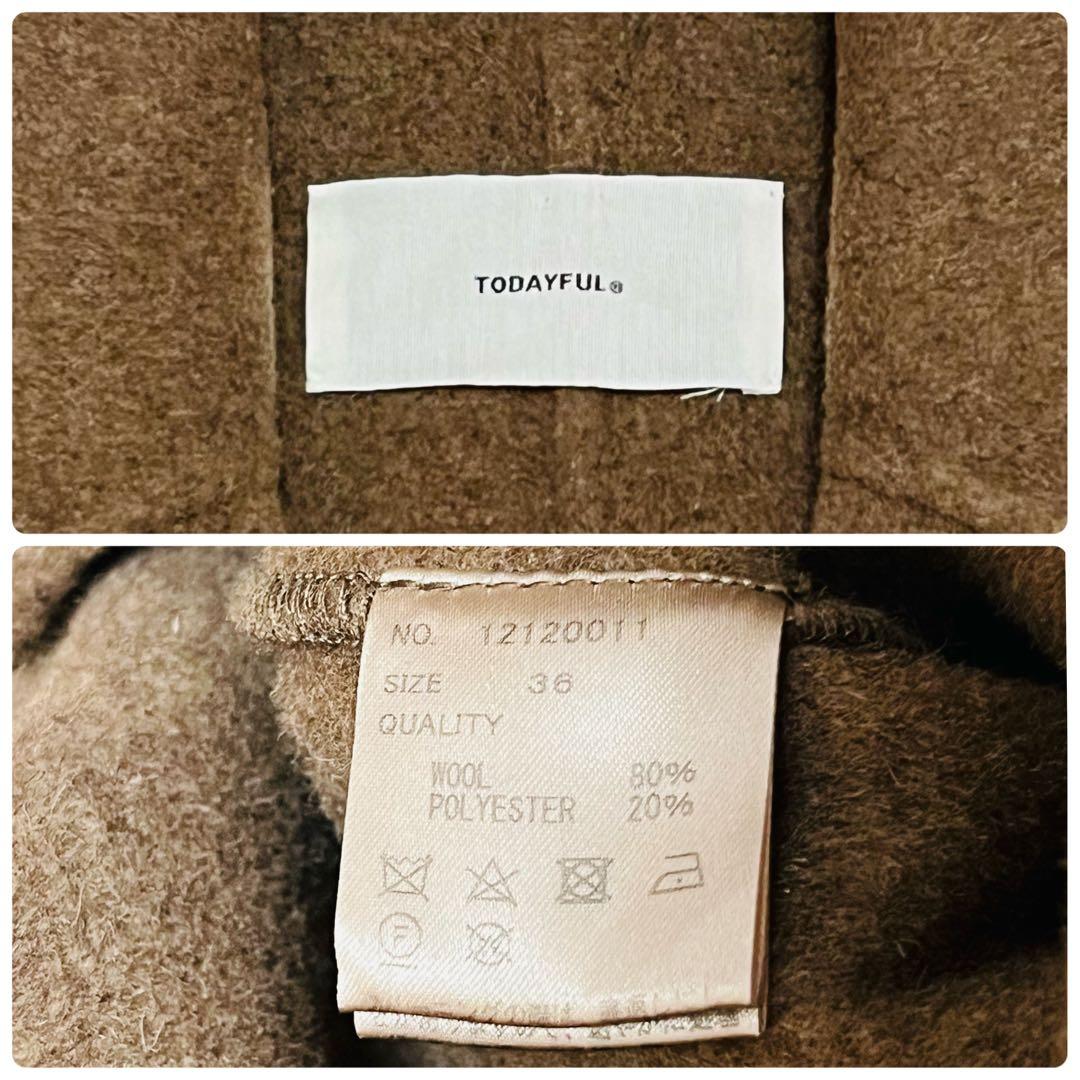 TODAYFUL®
NO. 12120011
SIZE 36
QUALITY
WOOL 80%
POLYESTER 20%
P